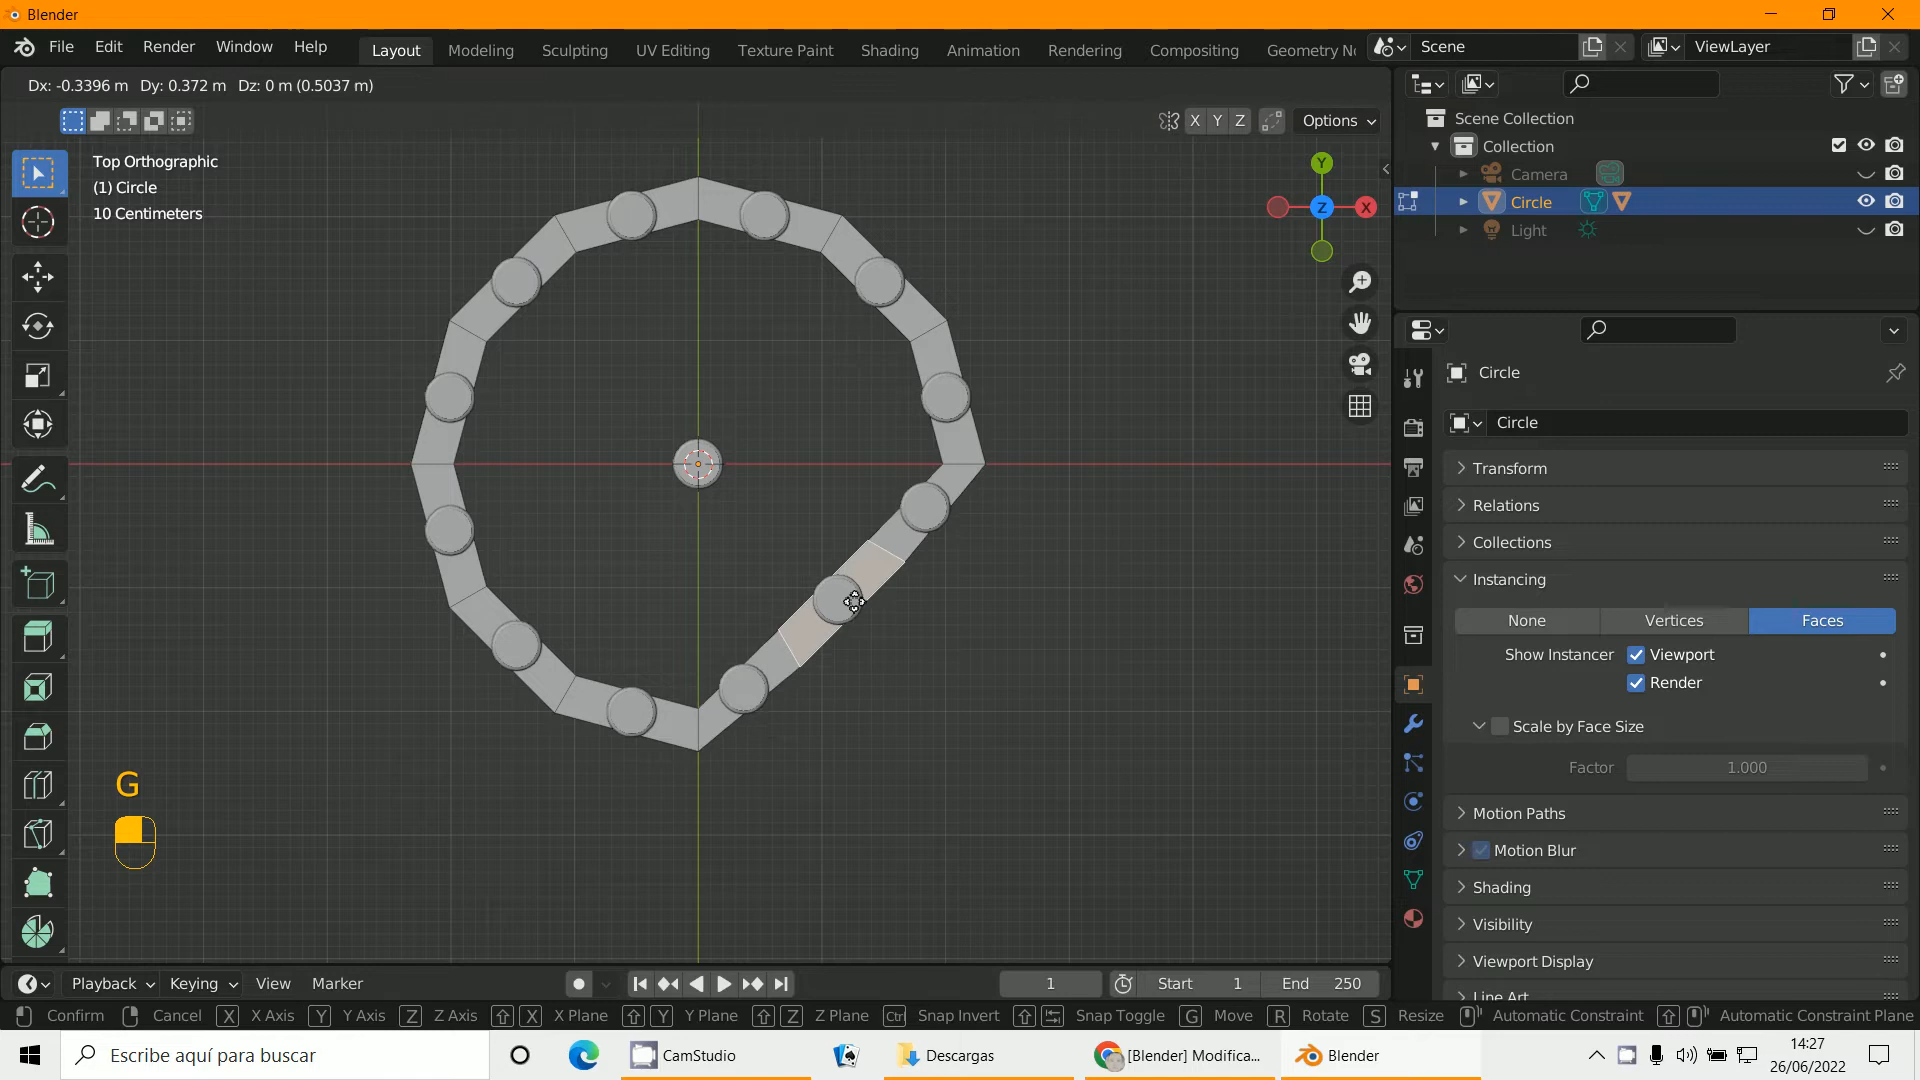 Blender
File Edit Render Window Help
Layout Modeling Sculpting UV Editing Texture Paint Shading Animation Rendering Compositing Geometry Nc
Scene
ViewLayer
Dx: -0.3396 m Dy: 0.372 m Dz: 0 m (0.5037 m)
X Y Z
Options
Top Orthographic
(1) Circle
10 Centimeters
Y
Z
X
G
Scene Collection
Collection
Camera
Circle
Light
Circle
Circle
Transform
Relations
Collections
Instancing
None Vertices Faces
Show Instancer Viewport
Render
Scale by Face Size
Factor 1.000
Motion Paths
Motion Blur
Shading
Visibility
Viewport Display
Line Art
Playback Keying View Marker
1
Start 1
End 250
Confirm Cancel X X Axis Y Y Axis Z Z Axis X X Plane Y Y Plane Z Z Plane Ctrl Snap Invert Snap Toggle G Move R Rotate S Resize Automatic Constraint Automatic Constraint Plane
Escribe aquí para buscar
CamStudio
Descargas
[Blender] Modifica...
Blender
14:27
26/06/2022